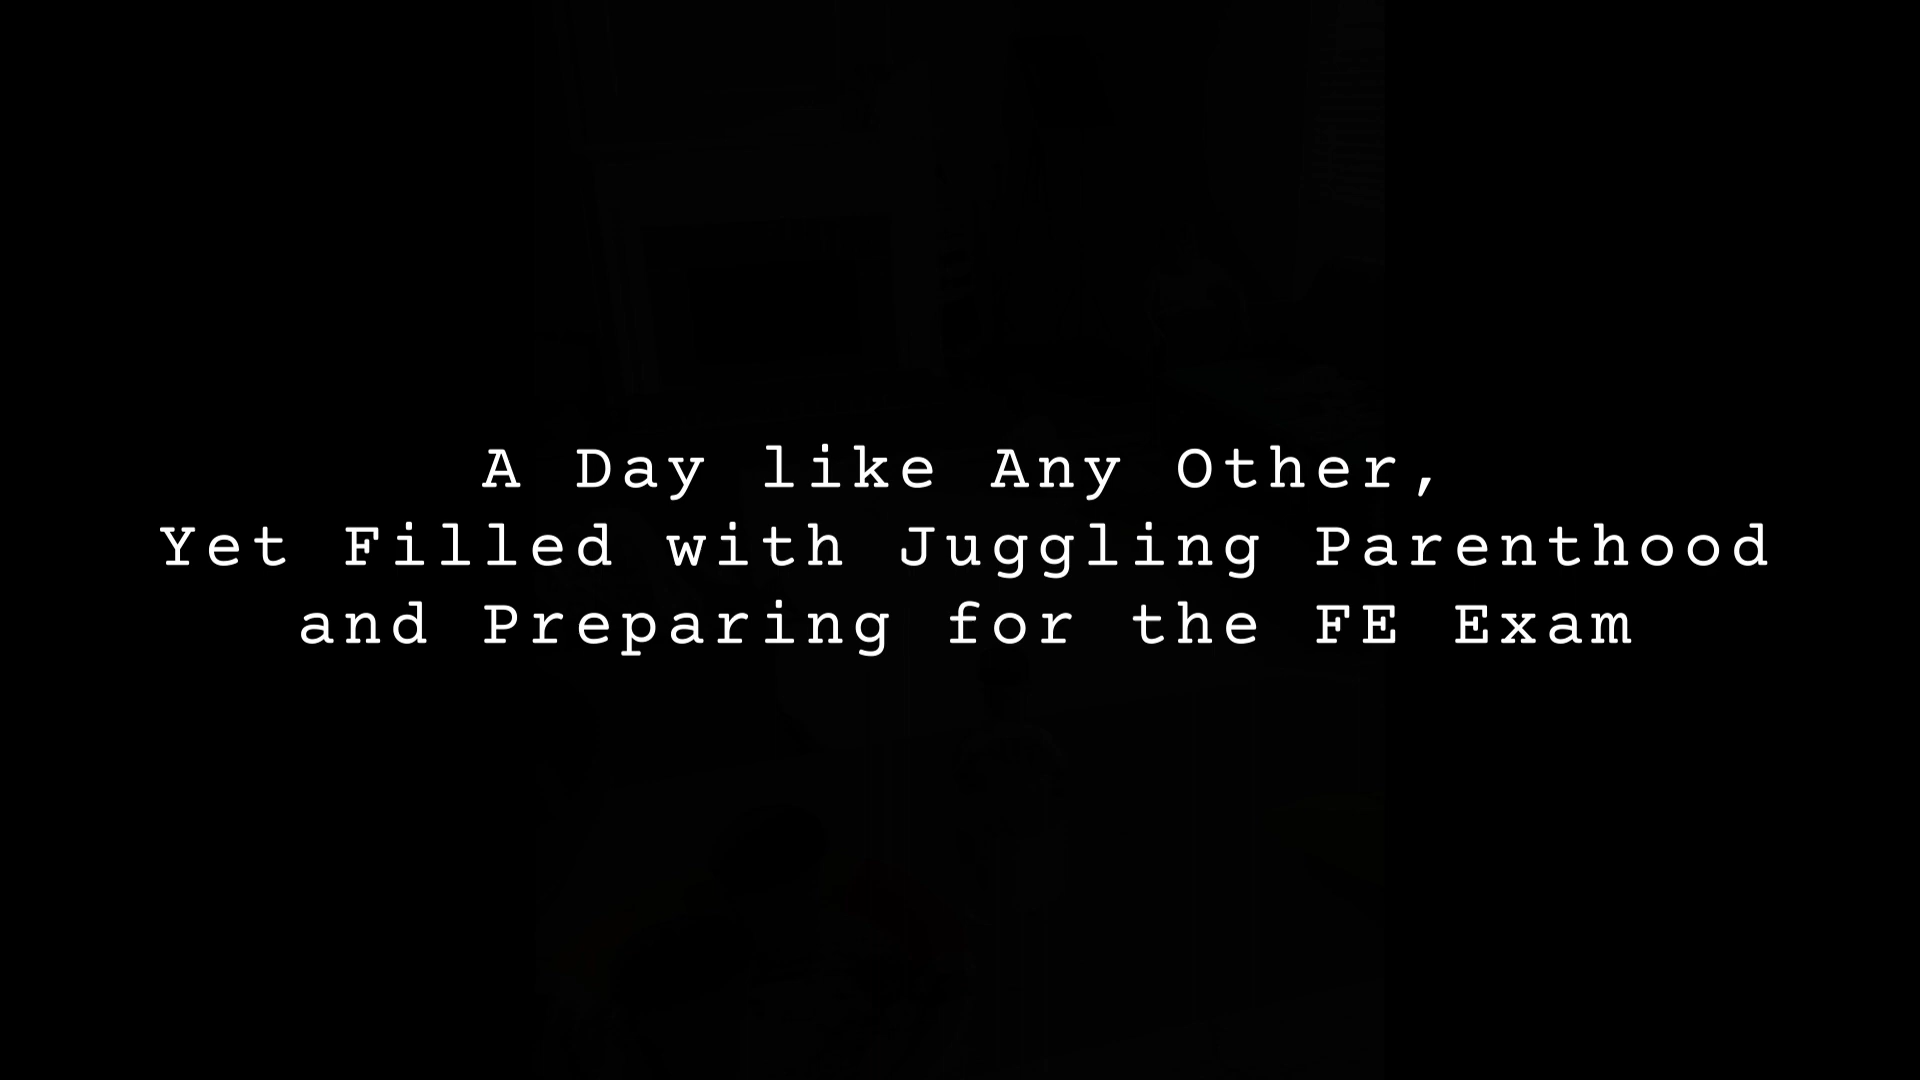 A Day like Any Other,
Yet Filled with Juggling Parenthood
and Preparing for the FE Exam